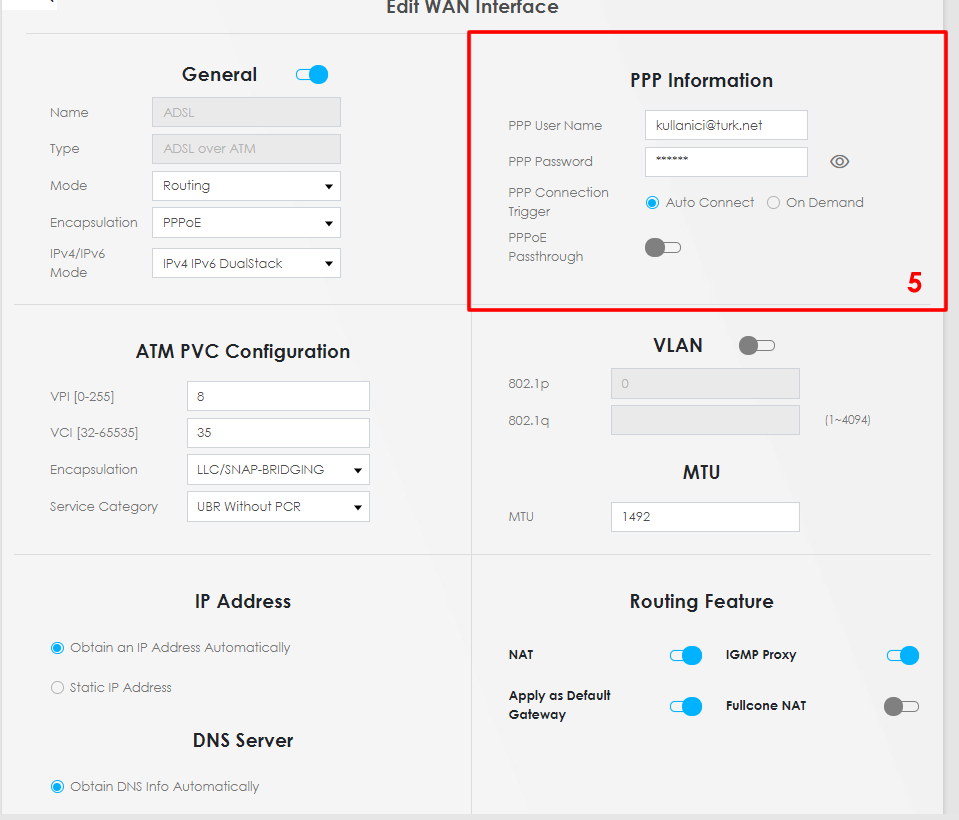 Edit WAN Interface
General
Name
ADSL
Type
ADSL over ATM
Mode
Routing
Encapsulation
PPPoE
IPv4/IPv6
Mode
IPv4 IPv6 DualStack
PPP Information
PPP User Name
kullanici@turk.net
PPP Password
******
PPP Connection
Trigger
Auto Connect
On Demand
PPPoE
Passthrough
5
ATM PVC Configuration
VPI [0-255]
8
VCI [32-65535]
35
Encapsulation
LLC/SNAP-BRIDGING
Service Category
UBR Without PCR
VLAN
802.1p
0
802.1q
(1~4094)
MTU
MTU
1492
IP Address
Obtain an IP Address Automatically
Static IP Address
DNS Server
Obtain DNS Info Automatically
Routing Feature
NAT
IGMP Proxy
Apply as Default
Gateway
Fullcone NAT